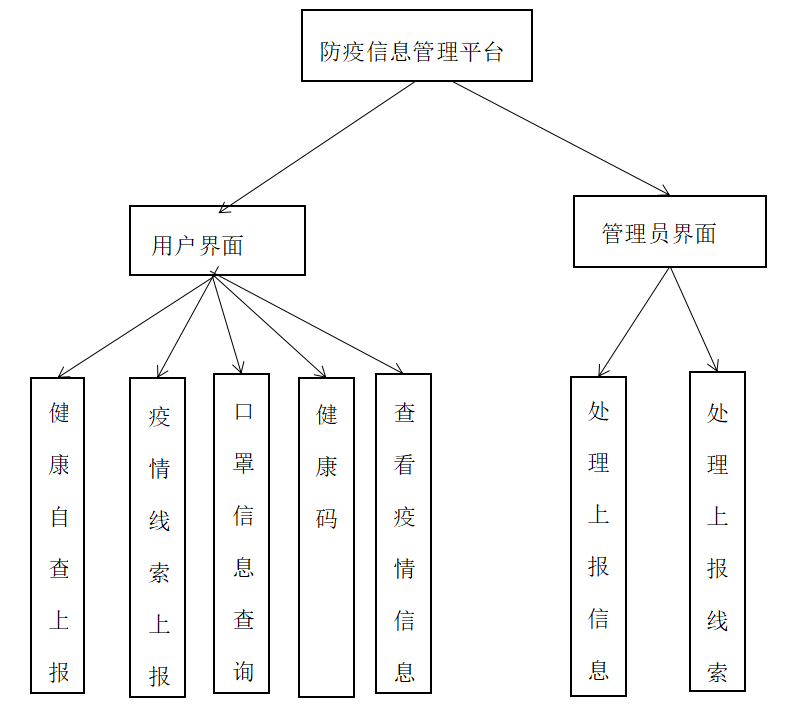 防疫信息管理平台
用户界面
管理员界面
健康自查上报
疫情线索上报
口罩信息查询
健康码
查看疫情信息
处理上报信息
处理上报线索